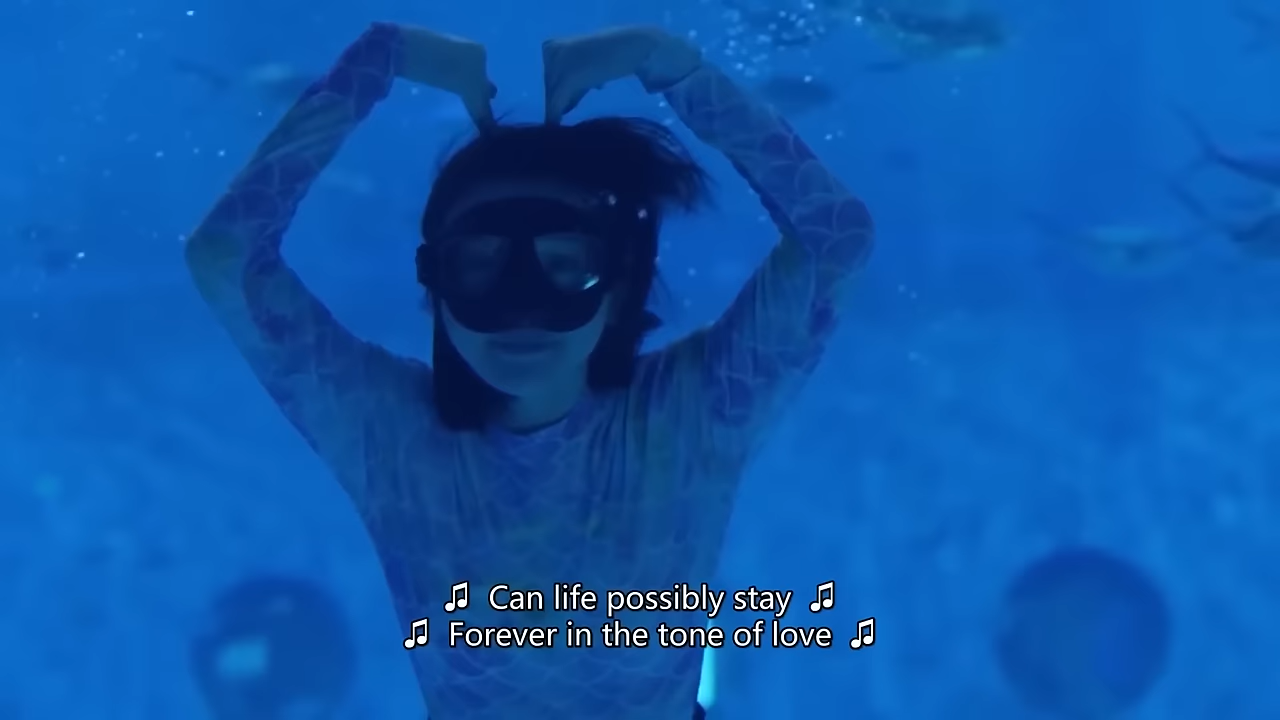 ♫ Can life possibly stay ♫
♫ Forever in the tone of love ♫